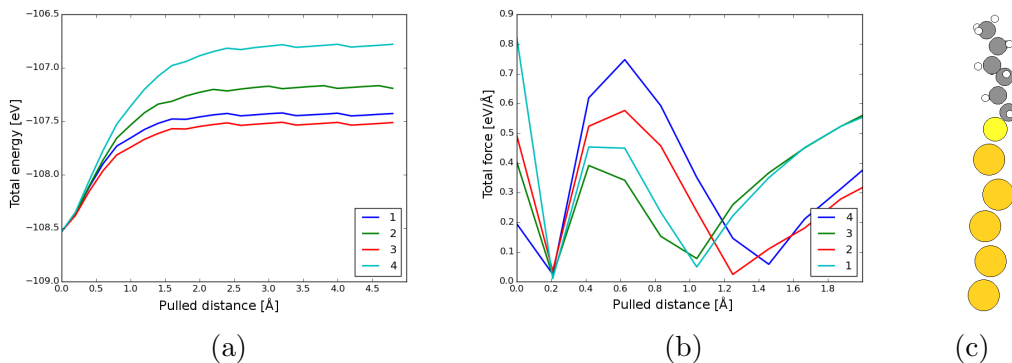 −106.5
−107.0
−107.5
−108.0
−108.5
−109.0
Total energy [eV]
0.0 0.5 1.0 1.5 2.0 2.5 3.0 3.5 4.0 4.5
Pulled distance [Å]
1
2
3
4
(a)
0.9
0.8
0.7
0.6
0.5
0.4
0.3
0.2
0.1
0.0
Total force [eV/Å]
0.0 0.2 0.4 0.6 0.8 1.0 1.2 1.4 1.6 1.8
Pulled distance [Å]
4
3
2
1
(b)
(c)